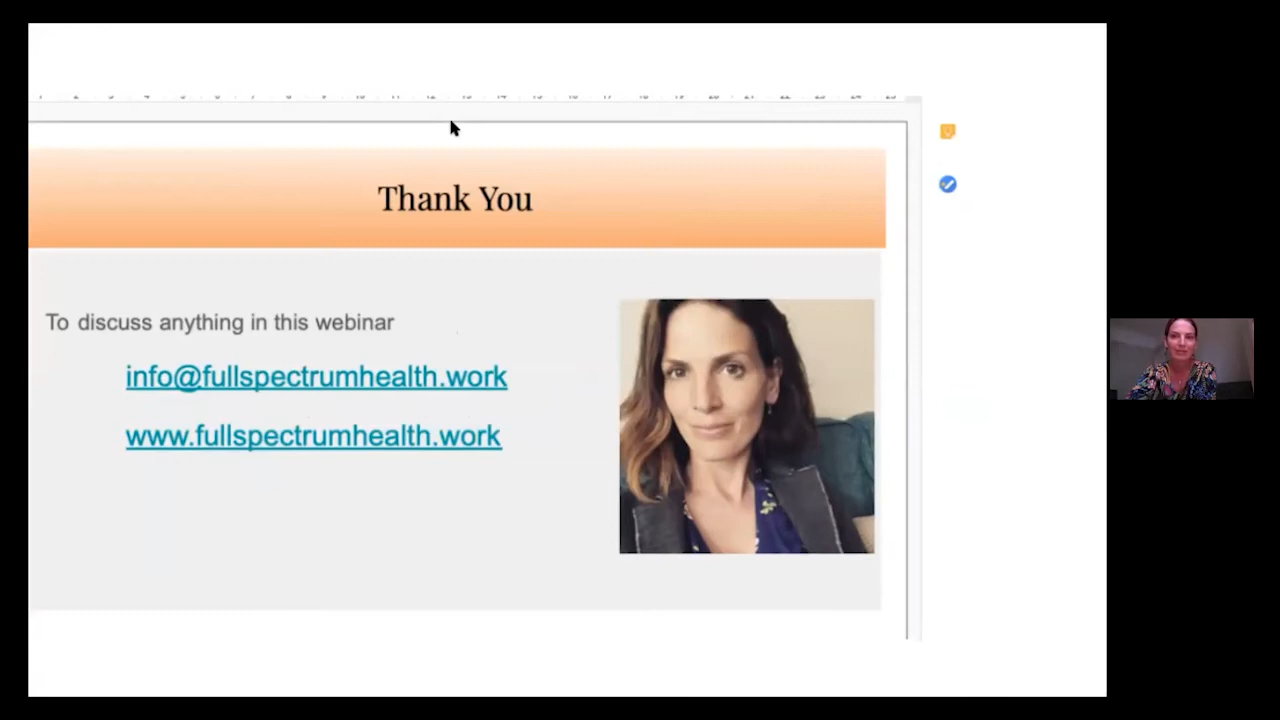 Thank You
To discuss anything in this webinar
info@fullspectrumhealth.work
www.fullspectrumhealth.work